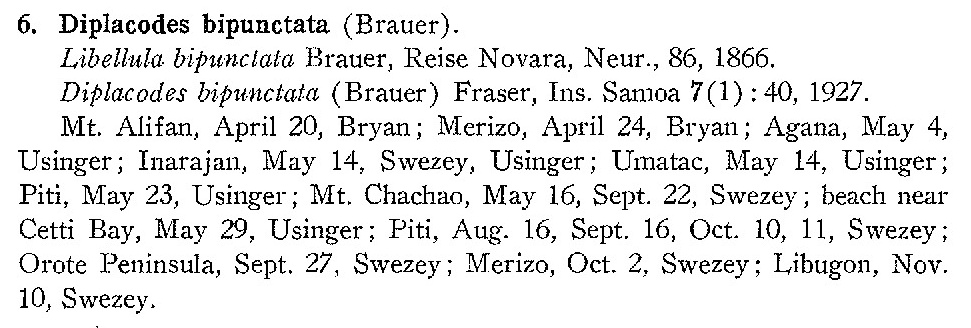 6. Diplacodes bipunctata (Brauer).
Libellula bipunctata Brauer, Reise Novara, Neur., 86, 1866.
Diplacodes bipunctata (Brauer) Fraser, Ins. Samoa 7(1) : 40, 1927.
Mt. Alifan, April 20, Bryan; Merizo, April 24, Bryan; Agana, May 4,
Usinger; Inarajan, May 14, Swezey, Usinger; Umatac, May 14, Usinger;
Piti, May 23, Usinger; Mt. Chachao, May 16, Sept. 22, Swezey; beach near
Cetti Bay, May 29, Usinger; Piti, Aug. 16, Sept. 16, Oct. 10, 11, Swezey;
Orote Peninsula, Sept. 27, Swezey; Merizo, Oct. 2, Swezey; Libugon, Nov.
10, Swezey.